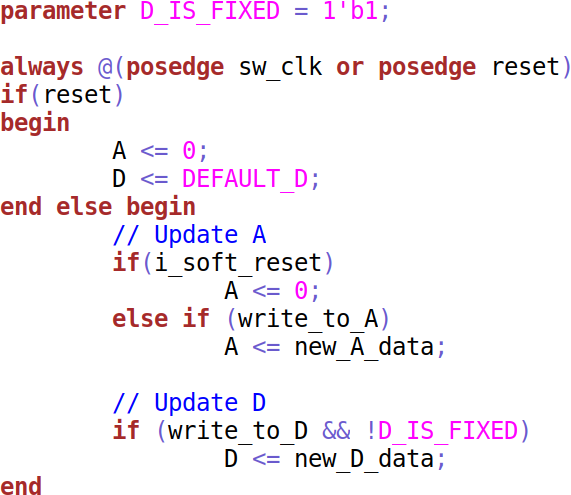 parameter D_IS_FIXED = 1'b1;

always @(posedge sw_clk or posedge reset)
if(reset)
begin
        A <= 0;
        D <= DEFAULT_D;
end else begin
        // Update A
        if(i_soft_reset)
                A <= 0;
        else if (write_to_A)
                A <= new_A_data;

        // Update D
        if (write_to_D && !D_IS_FIXED)
                D <= new_D_data;
end